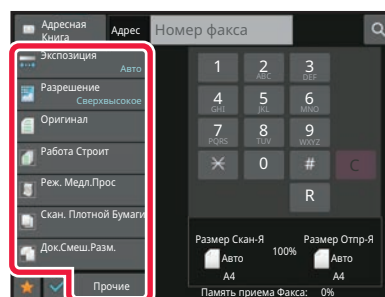 Адресная
Книга
Адрес
Номер факса
Экспозиция
Авто
Разрешение
Сверхвысокое
Оригинал
Работа Строит
Реж. Медл.Прос
Скан. Плотной Бумаги
Док.Смеш.Разм.
Прочие
1
2
ABC
3
DEF
4
GHI
5
JKL
6
MNO
7
PQRS
8
TUV
9
WXYZ
0
#
C
R
Размер Скан-Я
Авто
A4
100%
Размер Отпр-Я
Авто
A4
Память приема Факса: 0%